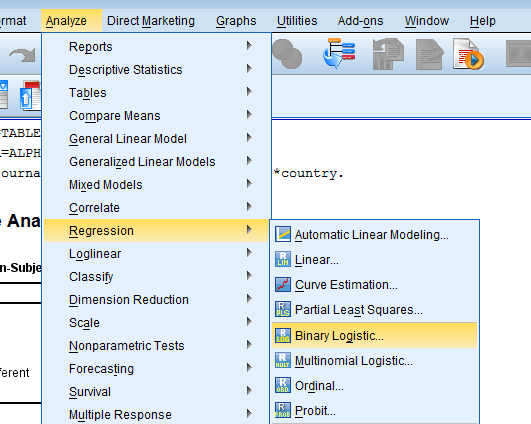 rmat Analyze Direct Marketing Graphs Utilities Add-ons Window Help
Reports
Descriptive Statistics
=TABLE
Tables
R=ALPH
Compare Means
General Linear Model
Generalized Linear Models
journa
*country.
Mixed Models
Correlate
e Ana
Regression
Automatic Linear Modeling...
Loglinear
Linear...
n-Subje
Classify
Curve Estimation...
Dimension Reduction
Partial Least Squares...
Scale
Binary Logistic...
Nonparametric Tests
Multinomial Logistic...
Forecasting
ferent
Ordinal...
Survival
Probit...
Multiple Response